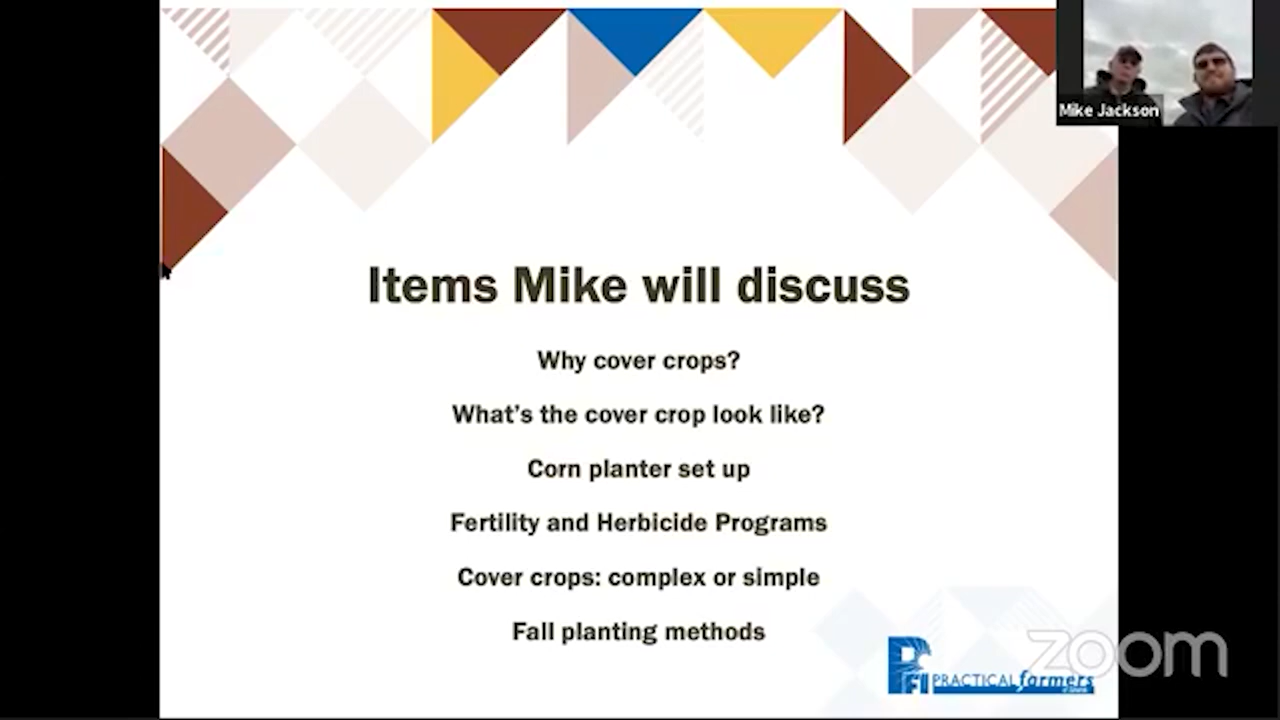 Mike Jackson
Items Mike will discuss
Why cover crops?
What's the cover crop look like?
Corn planter set up
Fertility and Herbicide Programs
Cover crops: complex or simple
Fall planting methods
zoom
PFI PRACTICAL farmers